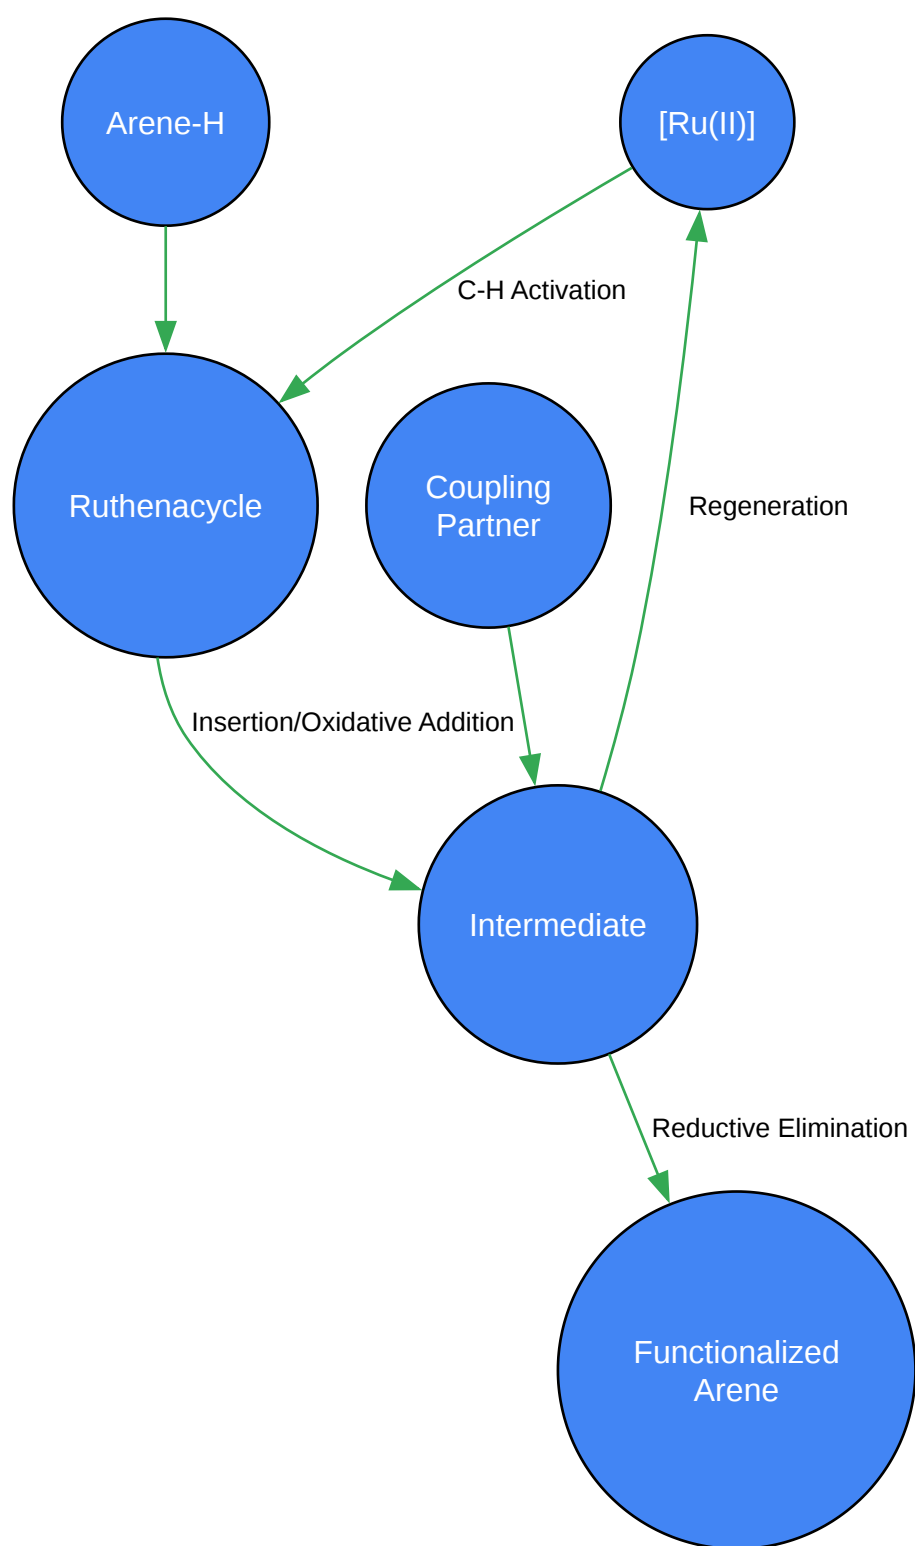 Arene-H
[Ru(II)]
C-H Activation
Ruthenacycle
Coupling
Partner
Regeneration
Insertion/Oxidative Addition
Intermediate
Reductive Elimination
Functionalized
Arene